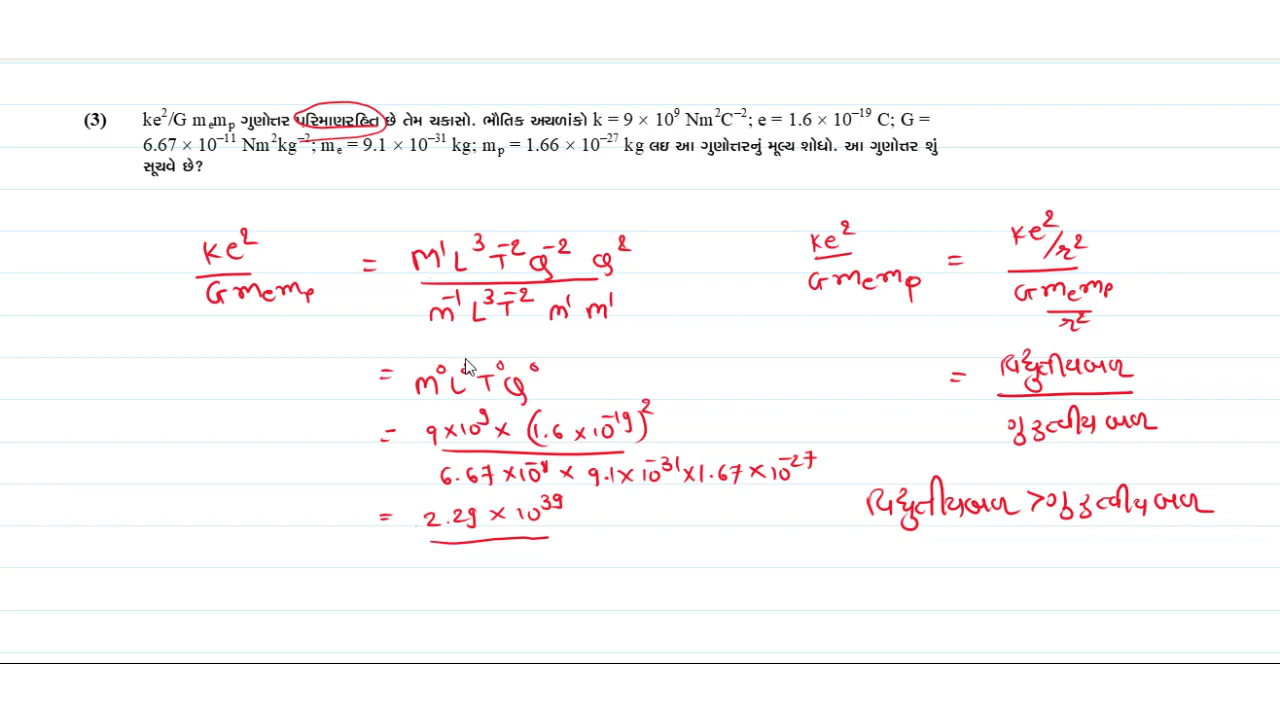 (3) ke²/G mₑmₚ ગુણોત્તર પરિમાણરહિત છે તેમ ચકાસો. ભૌતિક અચળાંકો k = 9 × 10⁹ Nm²C⁻²; e = 1.6 × 10⁻¹⁹ C; G =
6.67 × 10⁻¹¹ Nm²kg⁻²; mₑ = 9.1 × 10⁻³¹ kg; mₚ = 1.66 × 10⁻²⁷ kg લઇ આ ગુણોત્તરનું મૂલ્ય શોધો. આ ગુણોત્તર શું
સૂચવે છે?
ke²
Gmₑmₚ
=
M¹L³T⁻²Q⁻² Q²
M⁻¹L³T⁻² M¹ M¹
= M⁰L⁰T⁰Q⁰
= 9×10⁹ × (1.6 ×10⁻¹⁹)²
6.67 ×10⁻¹¹ × 9.1× 10⁻³¹ ×1.67 × 10⁻²⁷
= 2.29 × 10³⁹
ke²
Gmₑmₚ
=
ke²/r²
Gmₑmₚ
r²
= વિદ્યુતીયબળ
ગુરુત્વીય બળ
વિદ્યુતીયબળ > ગુરુત્વીય બળ